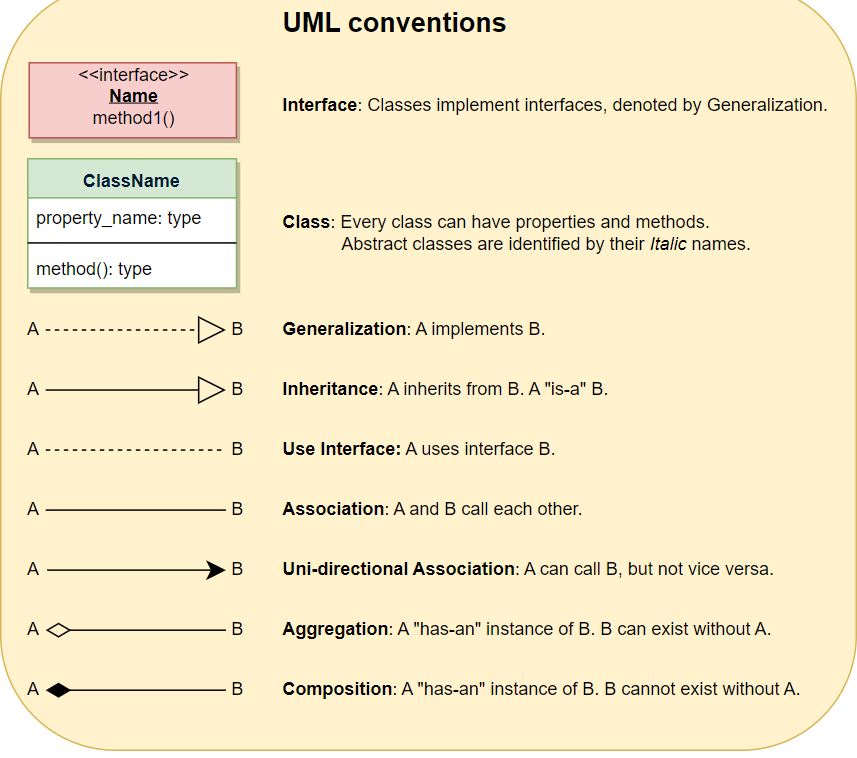 UML conventions
<<interface>>
Name
method1()
Interface: Classes implement interfaces, denoted by Generalization.
ClassName
property_name: type
method(): type
Class: Every class can have properties and methods.
Abstract classes are identified by their Italic names.
A B Generalization: A implements B.
A B Inheritance: A inherits from B. A "is-a" B.
A B Use Interface: A uses interface B.
A B Association: A and B call each other.
A B Uni-directional Association: A can call B, but not vice versa.
A B Aggregation: A "has-an" instance of B. B can exist without A.
A B Composition: A "has-an" instance of B. B cannot exist without A.